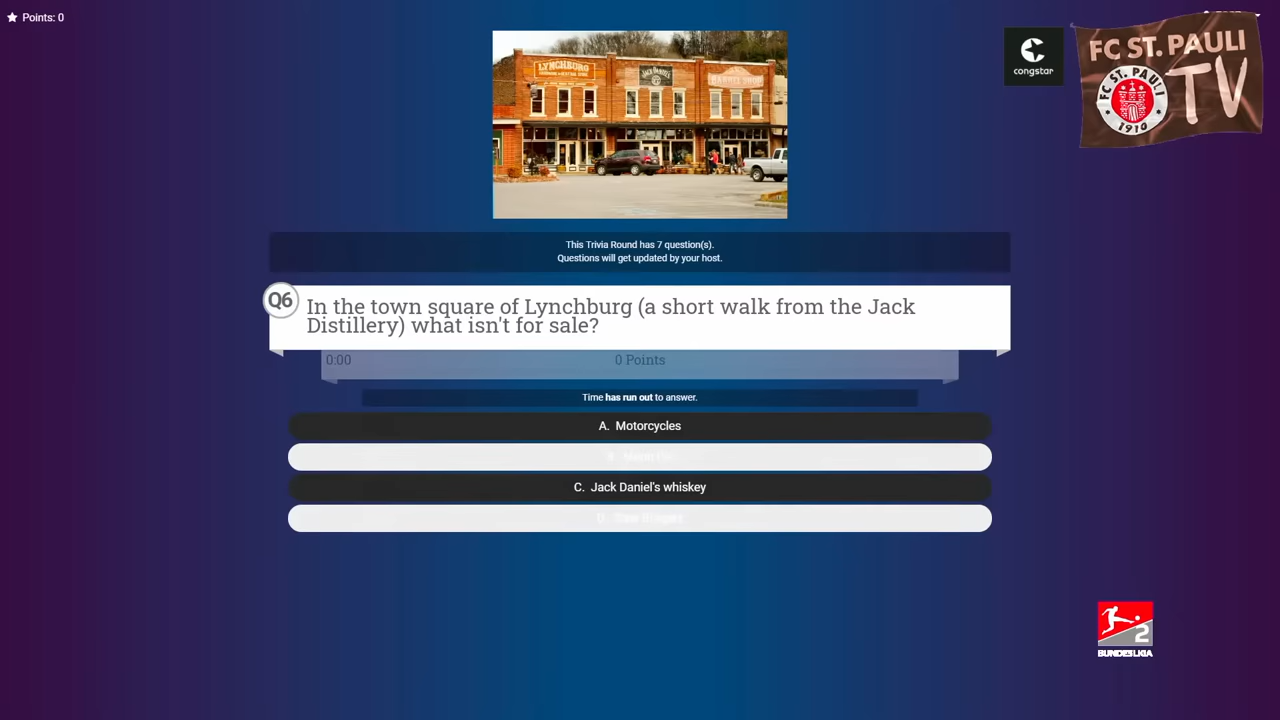 Points: 0
LYNCHBURG
JACK DANIEL'S
BARREL SHOP
congstar
FC ST. PAULI
TV
FC ST. PAULI
1910
This Trivia Round has 7 question(s).
Questions will get updated by your host.
Q6
In the town square of Lynchburg (a short walk from the Jack
Distillery) what isn't for sale?
0:00
0 Points
Time has run out to answer.
A. Motorcycles
B.
C. Jack Daniel's whiskey
D.
2
BUNDESLIGA